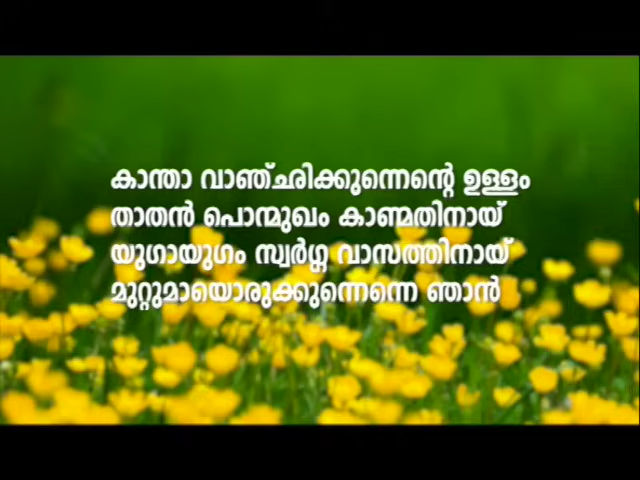 കാന്താ വാഞ്ഛിക്കുന്നെന്റെ ഉള്ളം
താതൻ പൊന്മുഖം കാണ്മതിനായ്
യുഗായുഗം സ്വർഗ്ഗ വാസത്തിനായ്
മുറ്റുമായൊരുക്കുന്നെന്നെ ഞാൻ